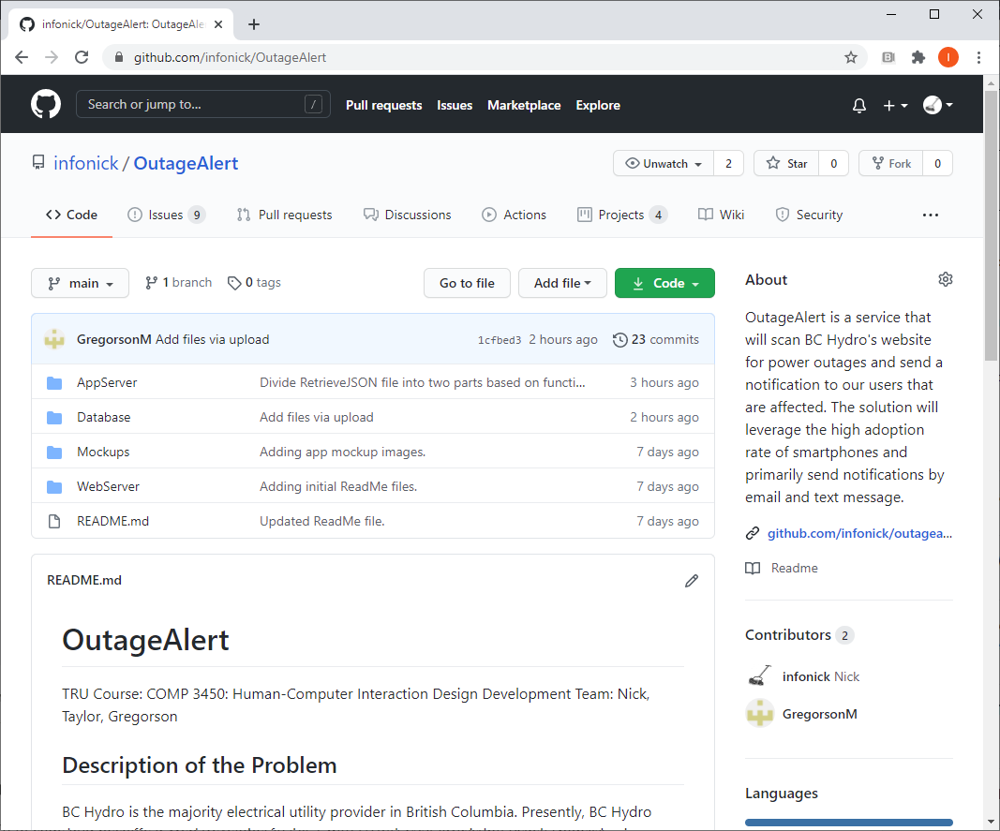 infonick/OutageAlert: OutageAle
github.com/infonick/OutageAlert
I
Search or jump to... /
Pull requests Issues Marketplace Explore
infonick / OutageAlert
Unwatch 2 Star 0 Fork 0
Code Issues 9 Pull requests Discussions Actions Projects 4 Wiki Security
main 1 branch 0 tags Go to file Add file Code
GregorsonM Add files via upload 1cfbed3 2 hours ago 23 commits
AppServer Divide RetrieveJSON file into two parts based on functi... 3 hours ago
Database Add files via upload 2 hours ago
Mockups Adding app mockup images. 7 days ago
WebServer Adding initial ReadMe files. 7 days ago
README.md Updated ReadMe file. 7 days ago
README.md
OutageAlert
TRU Course: COMP 3450: Human-Computer Interaction Design Development Team: Nick,
Taylor, Gregorson
Description of the Problem
BC Hydro is the majority electrical utility provider in British Columbia. Presently, BC Hydro
About
OutageAlert is a service that
will scan BC Hydro's website
for power outages and send a
notification to our users that
are affected. The solution will
leverage the high adoption
rate of smartphones and
primarily send notifications by
email and text message.
github.com/infonick/outagea...
Readme
Contributors 2
infonick Nick
GregorsonM
Languages